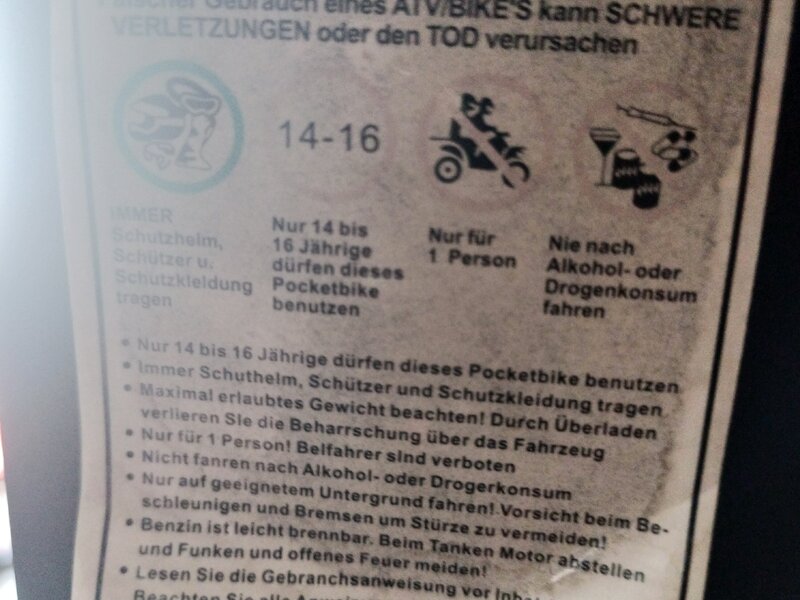 Falscher Gebrauch eines ATV/BIKE'S kann SCHWERE
VERLETZUNGEN oder den TOD verursachen
14-16
IMMER
Schutzhelm,
Schützer u.
Schutzkleidung
tragen
Nur 14 bis
16 Jährige
dürfen dieses
Pocketbike
benutzen
Nur für
1 Person
Nie nach
Alkohol- oder
Drogenkonsum
fahren
• Nur 14 bis 16 Jährige dürfen dieses Pocketbike benutzen
• Immer Schuthelm, Schützer und Schutzkleidung tragen
• Maximal erlaubtes Gewicht beachten! Durch Überladen
verlieren Sie die Beharrschung über das Fahrzeug
• Nur für 1 Person! Belfahrer sind verboten
• Nicht fanren nach Alkohol- oder Drogerkonsum
• Nur auf geeignetem Untergrund fahren! Vorsicht beim Be-
schleunigen und Bremsen um Stürze zu vermeiden!
• Benzin ist leicht brennbar. Beim Tanken Motor abstellen
und Funken und offenes Feuer meiden!
• Lesen Sie die Gebranchsanweisung vor
Beachten Sie alle